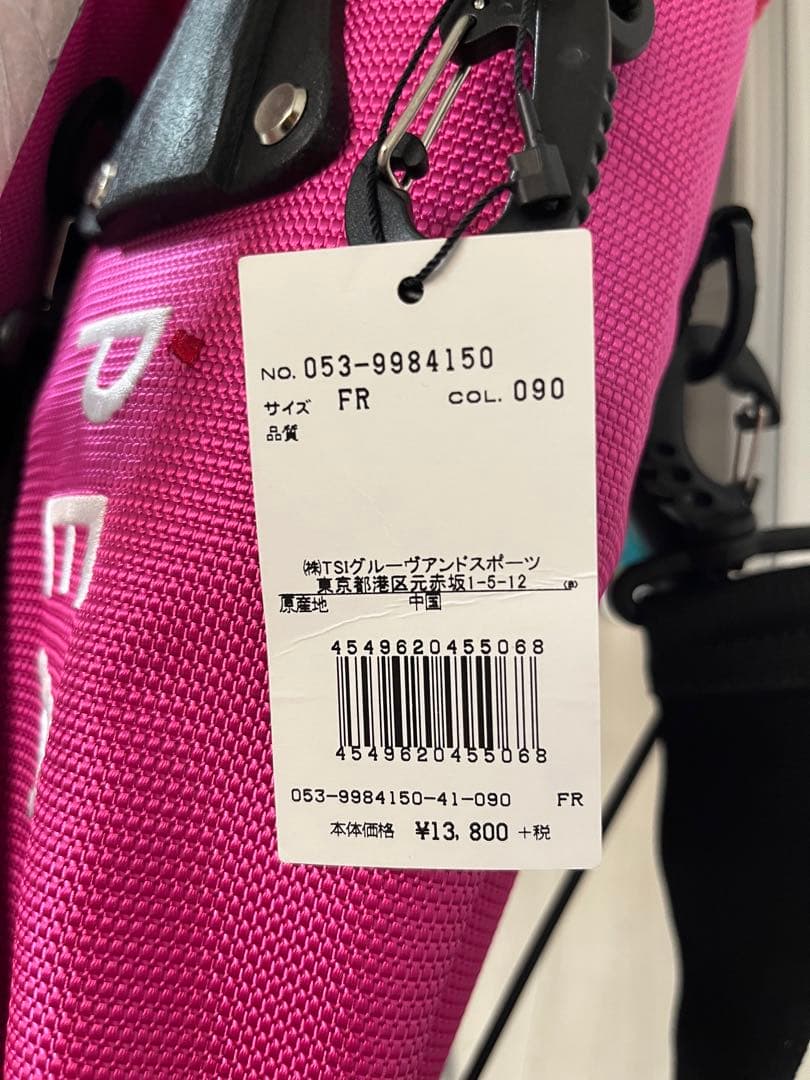 P.
E
NO. 053-9984150
サイズ FR COL. 090
品質
㈱TSIグルーヴアンドスポーツ
東京都港区元赤坂1-5-12
原産地 中国
4549620455068
4549620455068
053-9984150-41-090 FR
本体価格 ¥13,800 +税